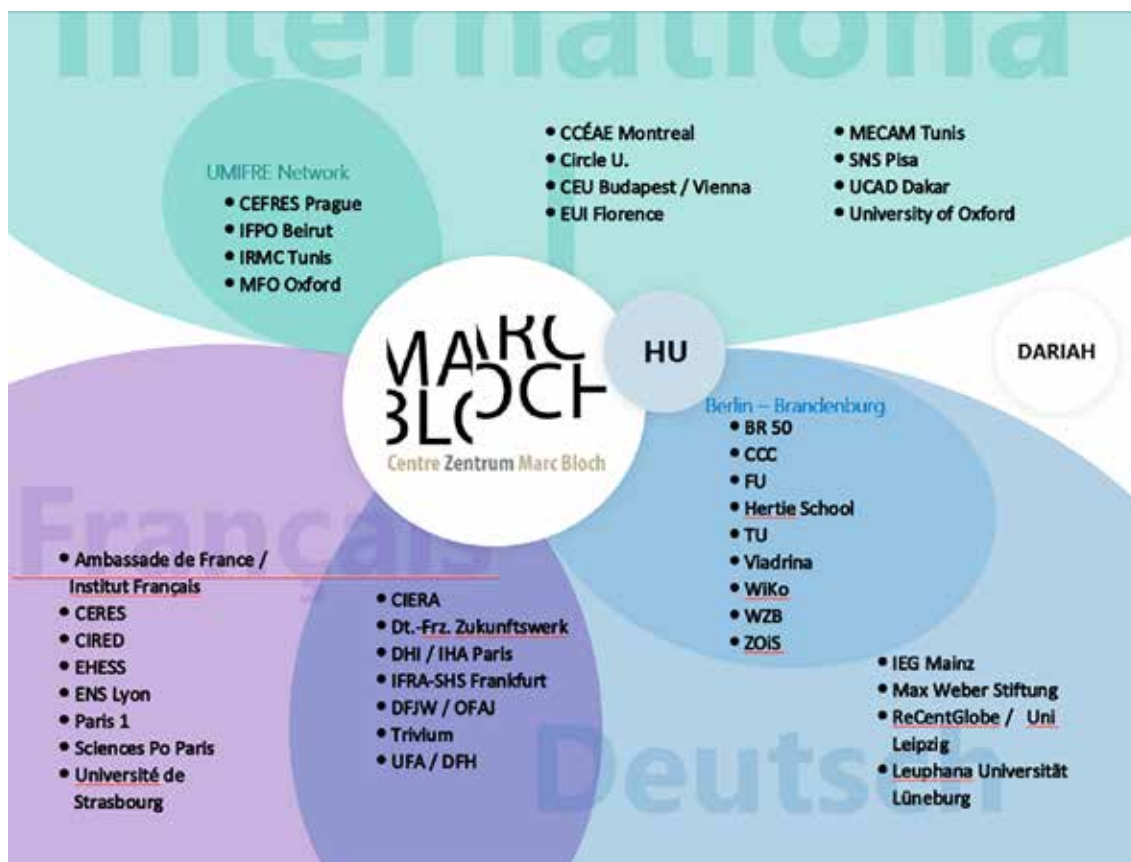 Internationa
UMIFRE Network
• CEFRES Prague
• IFPO Beirut
• IRMC Tunis
• MFO Oxford
• CCÉAE Montreal
• Circle U.
• CEU Budapest / Vienna
• EUI Florence
• MECAM Tunis
• SNS Pisa
• UCAD Dakar
• University of Oxford
MARC
BLOCH
Centre Zentrum Marc Bloch
HU
DARIAH
Berlin – Brandenburg
• BR 50
• CCC
• FU
• Hertie School
• TU
• Viadrina
• WiKo
• WZB
• ZOiS
Français
• Ambassade de France /
Institut Français
• CERES
• CIRED
• EHESS
• ENS Lyon
• Paris 1
• Sciences Po Paris
• Université de
Strasbourg
• CIERA
• Dt.-Frz. Zukunftswerk
• DHI / IHA Paris
• IFRA-SHS Frankfurt
• DFJW / OFAJ
• Trivium
• UFA / DFH
Deutsch
• IEG Mainz
• Max Weber Stiftung
• ReCentGlobe / Uni
Leipzig
• Leuphana Universität
Lüneburg